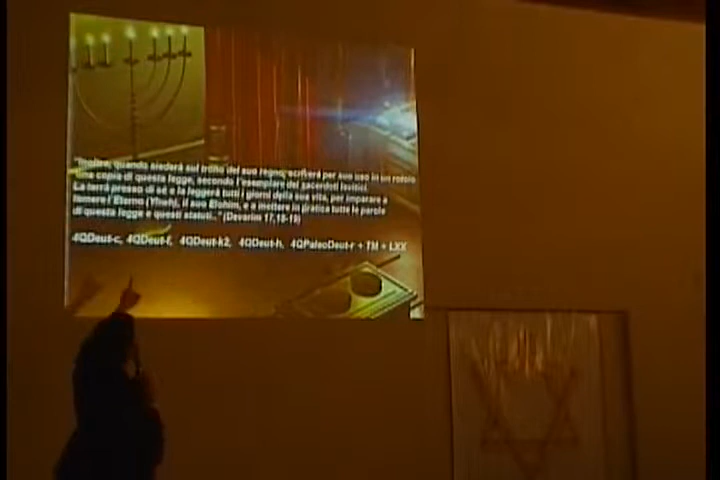 "Inoltre, quando siederà sul trono del suo regno, scriverà per suo uso in un rotolo
una copia di questa legge, secondo l'esemplare dei sacerdoti leviti.
La terrà presso di sé e la leggerà tutti i giorni della sua vita, per imparare a
temere l'Eterno (Yhwh), il suo Elohim, e a mettere in pratica tutte le parole
di questa legge e questi statuti.." (Devarim 17,18-19)
4QDeut-c, 4QDeut-f, 4QDeut-k2, 4QDeut-h, 4QPaleoDeut-r + TM + LXX